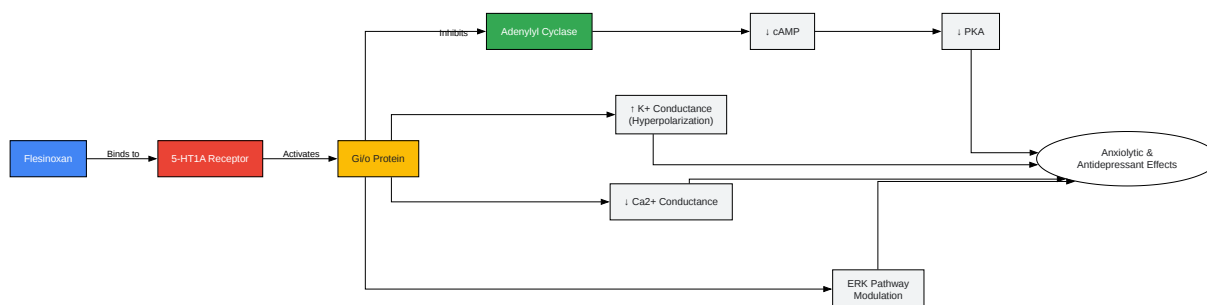 Inhibits
Adenylyl Cyclase
↓ cAMP
↓ PKA
↑ K+ Conductance
(Hyperpolarization)
Flesinoxan
Binds to
5-HT1A Receptor
Activates
Gi/o Protein
Anxiolytic &
Antidepressant Effects
↓ Ca2+ Conductance
ERK Pathway
Modulation